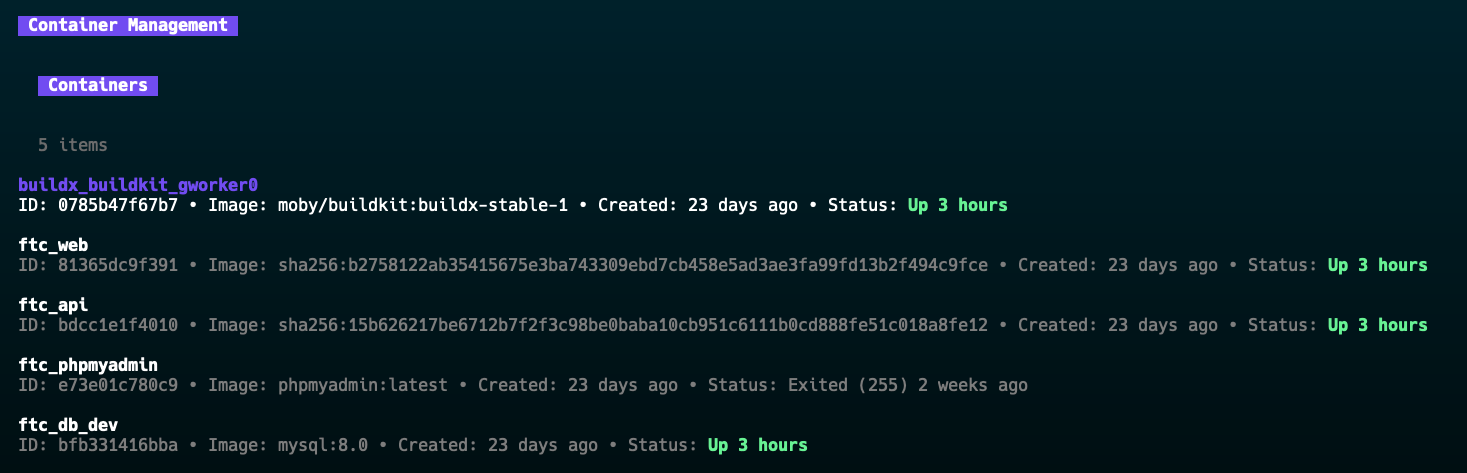 Container Management
Containers
5 items
buildx_buildkit_gworker0
ID: 0785b47f67b7 • Image: moby/buildkit:buildx-stable-1 • Created: 23 days ago • Status: Up 3 hours
ftc_web
ID: 81365dc9f391 • Image: sha256:b2758122ab35415675e3ba743309ebd7cb458e5ad3ae3fa99fd13b2f494c9fce • Created: 23 days ago • Status: Up 3 hours
ftc_api
ID: bdcc1e1f4010 • Image: sha256:15b626217be6712b7f2f3c98be0baba10cb951c6111b0cd888fe51c018a8fe12 • Created: 23 days ago • Status: Up 3 hours
ftc_phpmyadmin
ID: e73e01c780c9 • Image: phpmyadmin:latest • Created: 23 days ago • Status: Exited (255) 2 weeks ago
ftc_db_dev
ID: bfb331416bba • Image: mysql:8.0 • Created: 23 days ago • Status: Up 3 hours